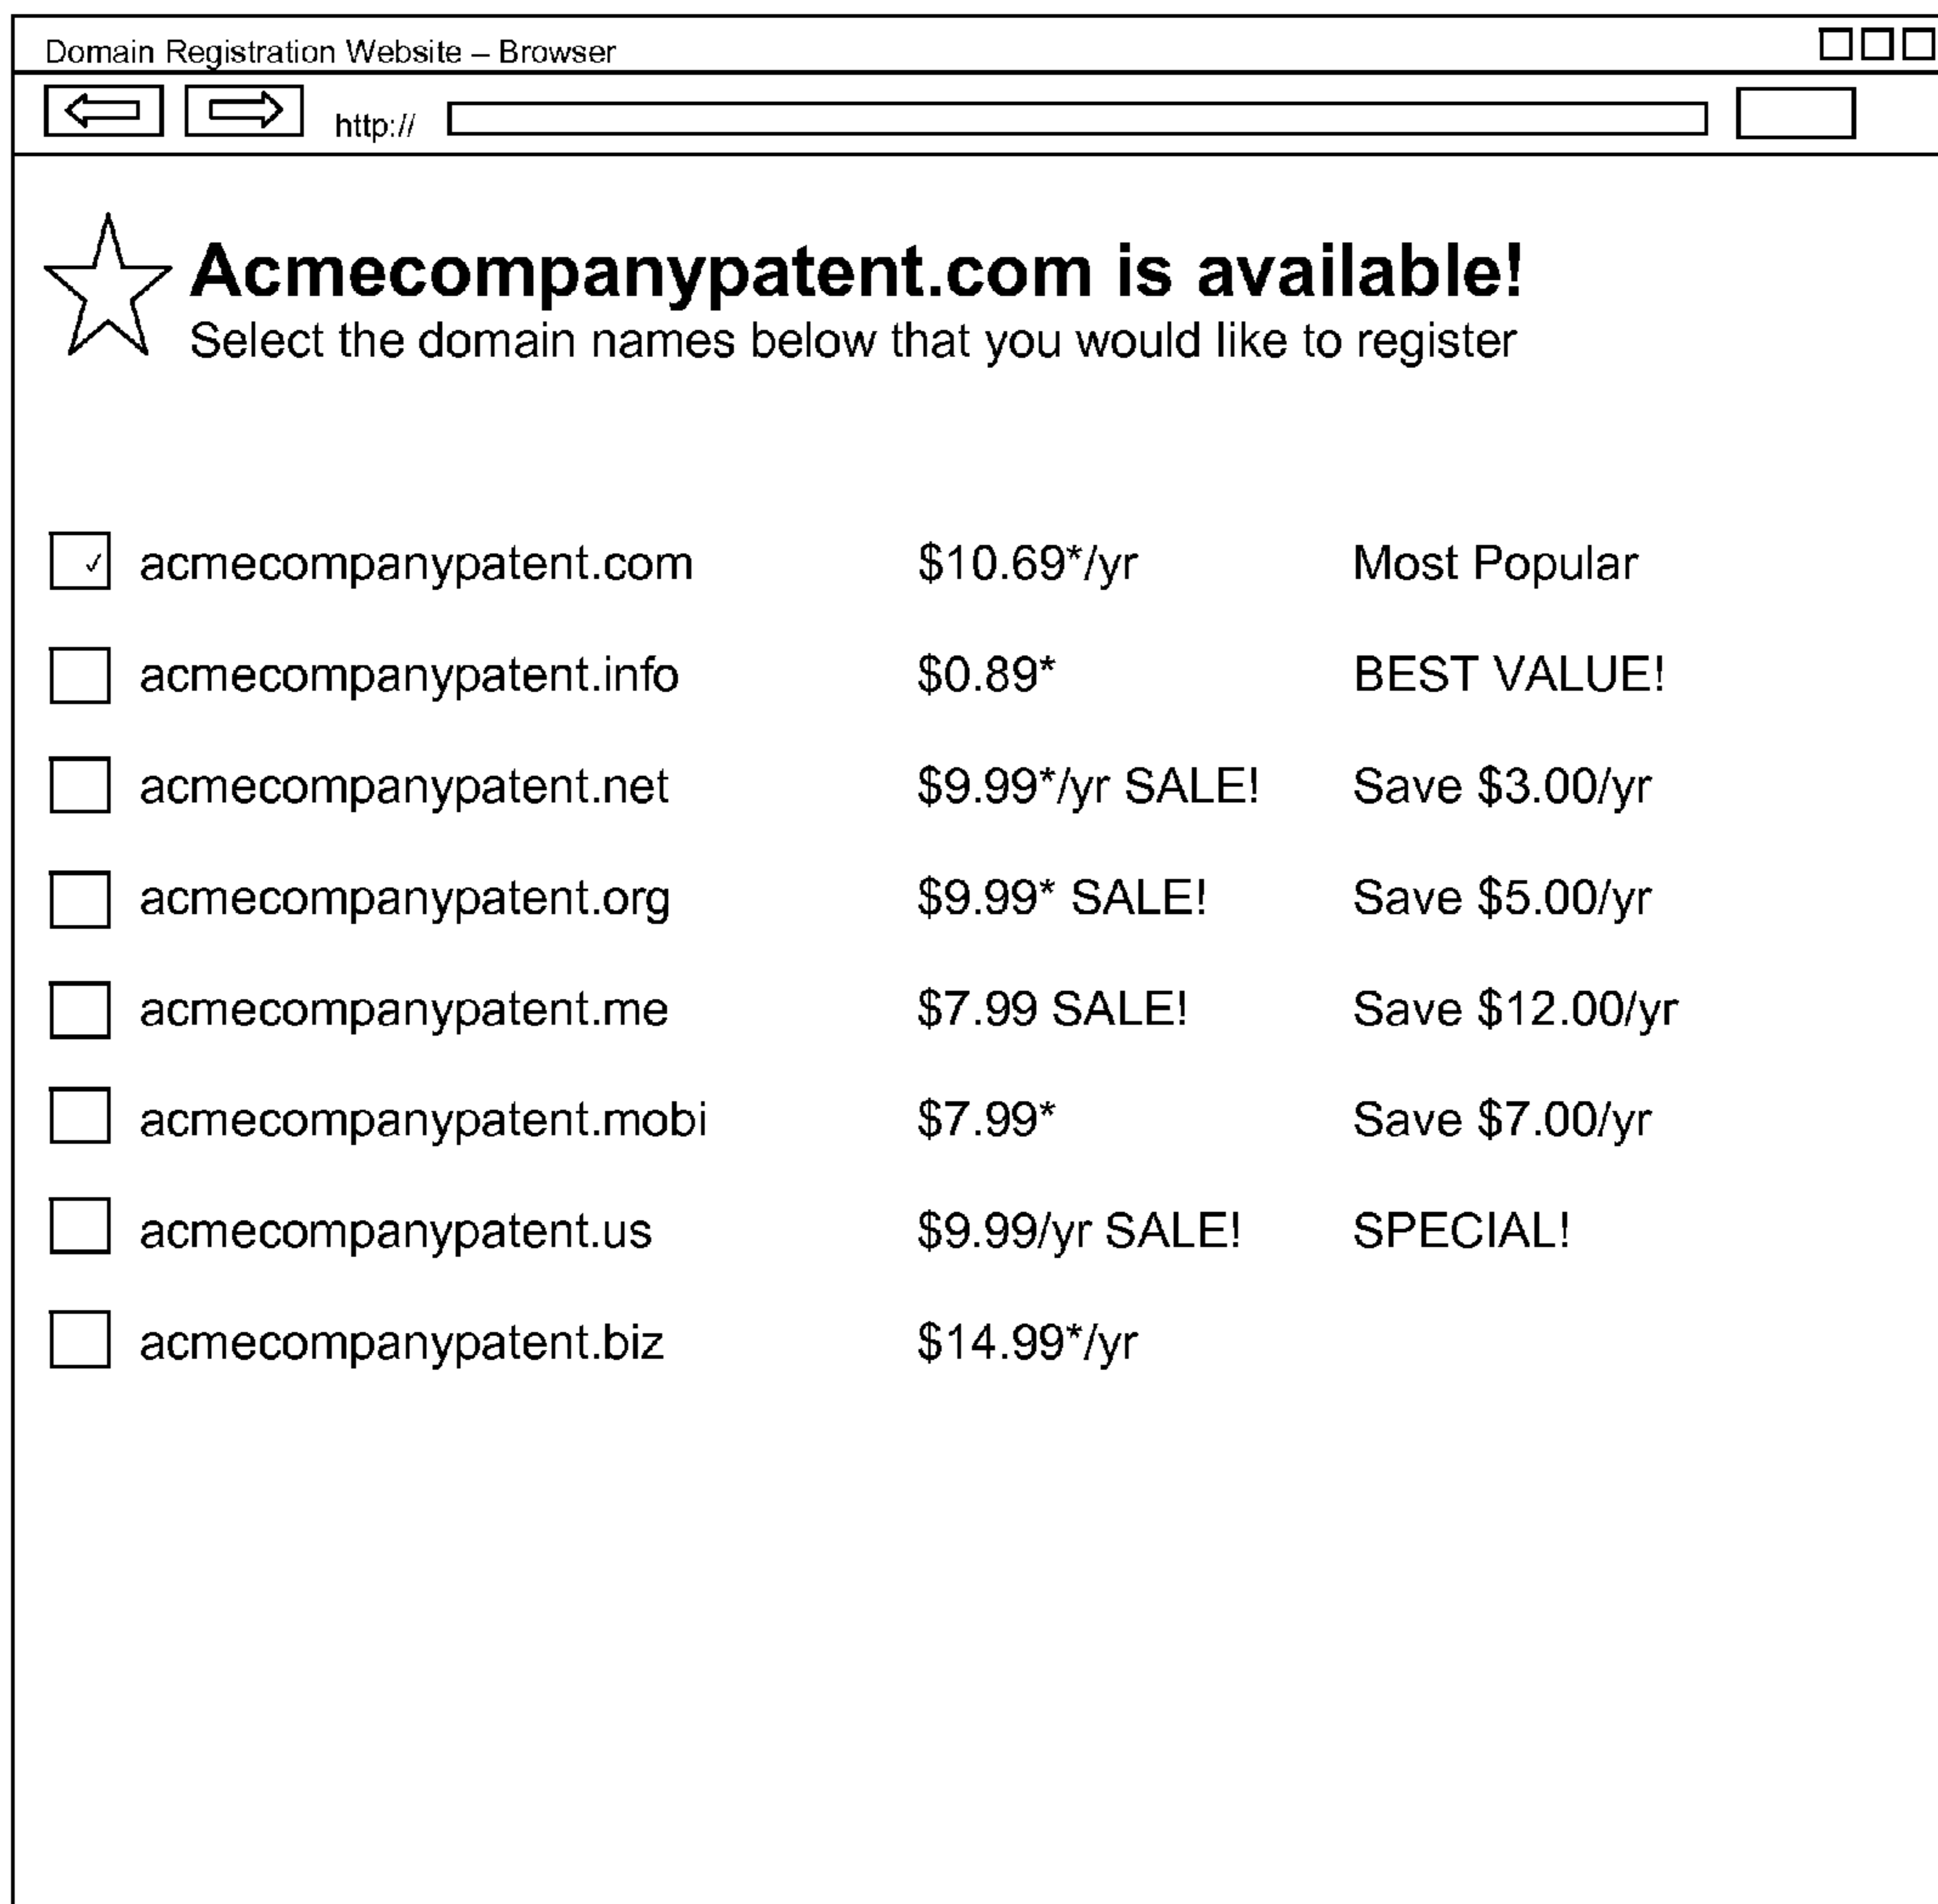 Domain Registration Website – Browser
http://
Acmecompanypatent.com is available!
Select the domain names below that you would like to register
acmecompanypatent.com $10.69*/yr Most Popular
acmecompanypatent.info $0.89* BEST VALUE!
acmecompanypatent.net $9.99*/yr SALE! Save $3.00/yr
acmecompanypatent.org $9.99* SALE! Save $5.00/yr
acmecompanypatent.me $7.99 SALE! Save $12.00/yr
acmecompanypatent.mobi $7.99* Save $7.00/yr
acmecompanypatent.us $9.99/yr SALE! SPECIAL!
acmecompanypatent.biz $14.99*/yr